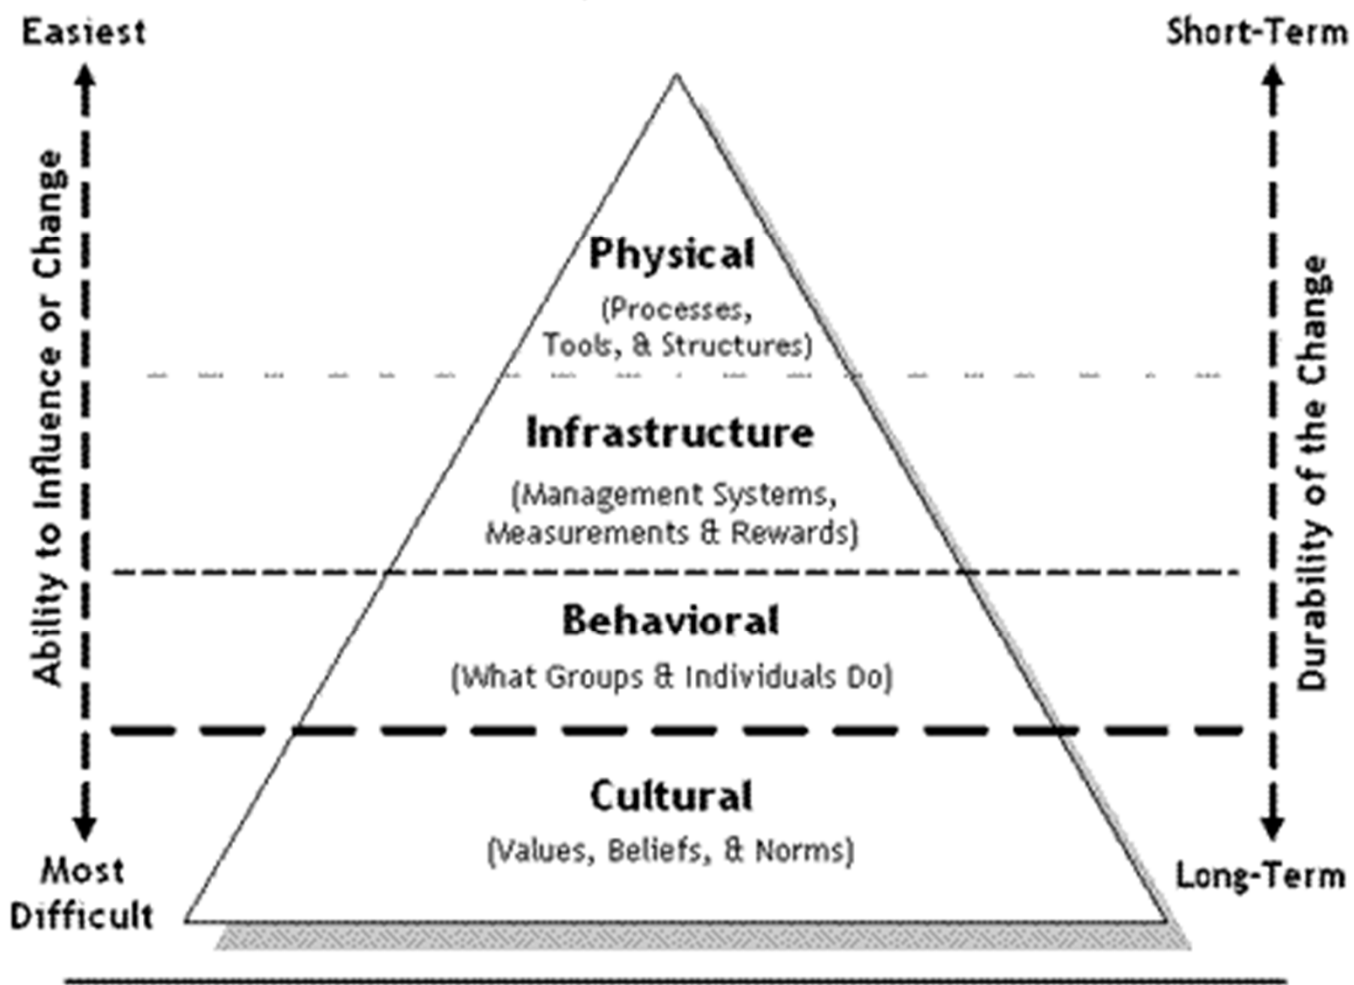 Easiest
Short-Term
Ability to Influence or Change
Durability of the Change
Physical
(Processes,
Tools, & Structures)
Infrastructure
(Management Systems,
Measurements & Rewards)
Behavioral
(What Groups & Individuals Do)
Cultural
(Values, Beliefs, & Norms)
Most
Difficult
Long-Term